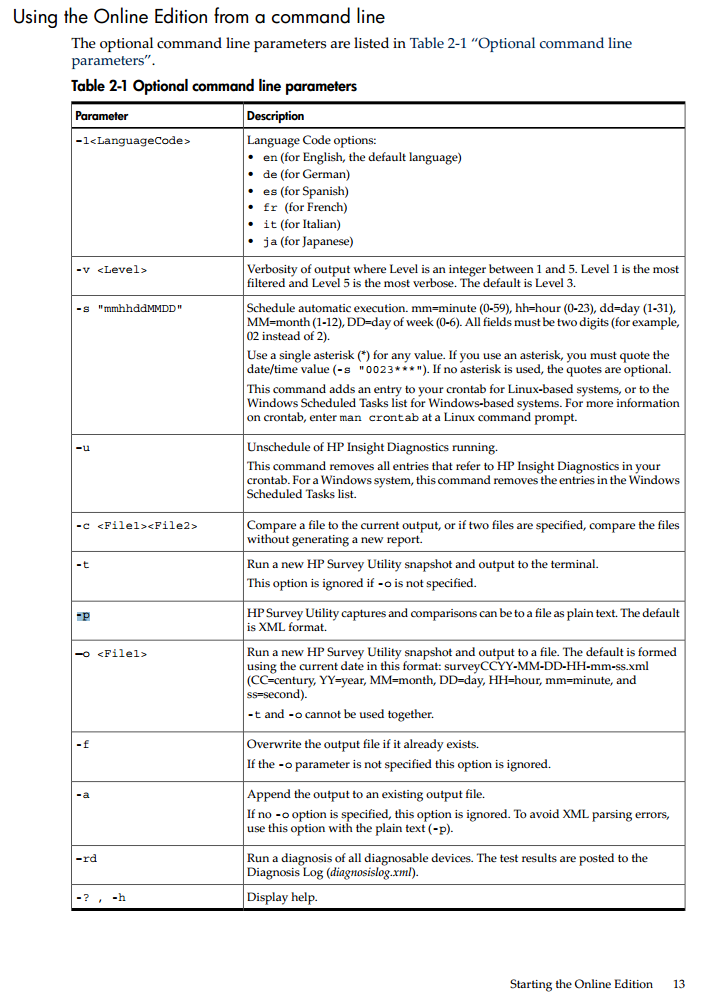 Using the Online Edition from a command line
The optional command line parameters are listed in Table 2-1 “Optional command line
parameters”.
Table 2-1 Optional command line parameters
Parameter Description
-l<LanguageCode> Language Code options:
• en (for English, the default language)
• de (for German)
• es (for Spanish)
• fr (for French)
• it (for Italian)
• ja (for Japanese)
-v <Level> Verbosity of output where Level is an integer between 1 and 5. Level 1 is the most
filtered and Level 5 is the most verbose. The default is Level 3.
-s "mmhhddMMDD" Schedule automatic execution. mm=minute (0-59), hh=hour (0-23), dd=day (1-31),
MM=month (1-12), DD=day of week (0-6). All fields must be two digits (for example,
02 instead of 2).
Use a single asterisk (*) for any value. If you use an asterisk, you must quote the
date/time value (-s "0023***"). If no asterisk is used, the quotes are optional.
This command adds an entry to your crontab for Linux-based systems, or to the
Windows Scheduled Tasks list for Windows-based systems. For more information
on crontab, enter man crontab at a Linux command prompt.
-u Unschedule of HP Insight Diagnostics running.
This command removes all entries that refer to HP Insight Diagnostics in your
crontab. For a Windows system, this command removes the entries in the Windows
Scheduled Tasks list.
-c <File1><File2> Compare a file to the current output, or if two files are specified, compare the files
without generating a new report.
-t Run a new HP Survey Utility snapshot and output to the terminal.
This option is ignored if -o is not specified.
-p HP Survey Utility captures and comparisons can be to a file as plain text. The default
is XML format.
–o <File1> Run a new HP Survey Utility snapshot and output to a file. The default is formed
using the current date in this format: surveyCCYY-MM-DD-HH-mm-ss.xml
(CC=century, YY=year, MM=month, DD=day, HH=hour, mm=minute, and
ss=second).
-t and -o cannot be used together.
-f Overwrite the output file if it already exists.
If the -o parameter is not specified this option is ignored.
-a Append the output to an existing output file.
If no -o option is specified, this option is ignored. To avoid XML parsing errors,
use this option with the plain text (-p).
-rd Run a diagnosis of all diagnosable devices. The test results are posted to the
Diagnosis Log (diagnosislog.xml).
-? , -h Display help.
Starting the Online Edition 13